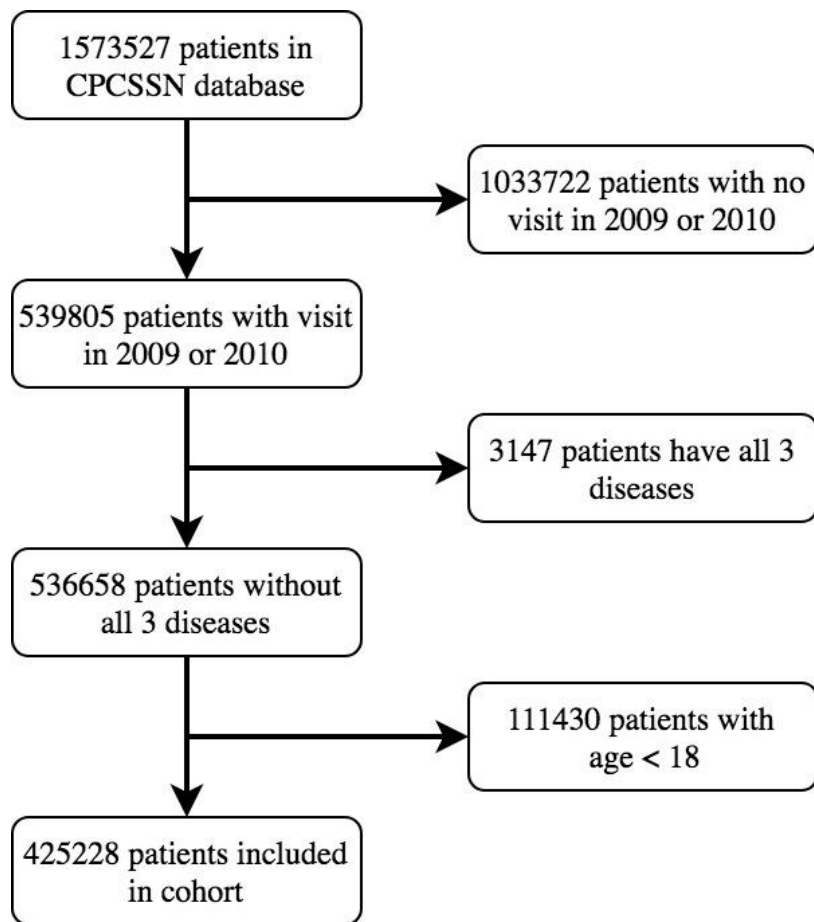 1573527 patients in
CPCSSN database
1033722 patients with no
visit in 2009 or 2010
539805 patients with visit
in 2009 or 2010
3147 patients have all 3
diseases
536658 patients without
all 3 diseases
111430 patients with
age < 18
425228 patients included
in cohort